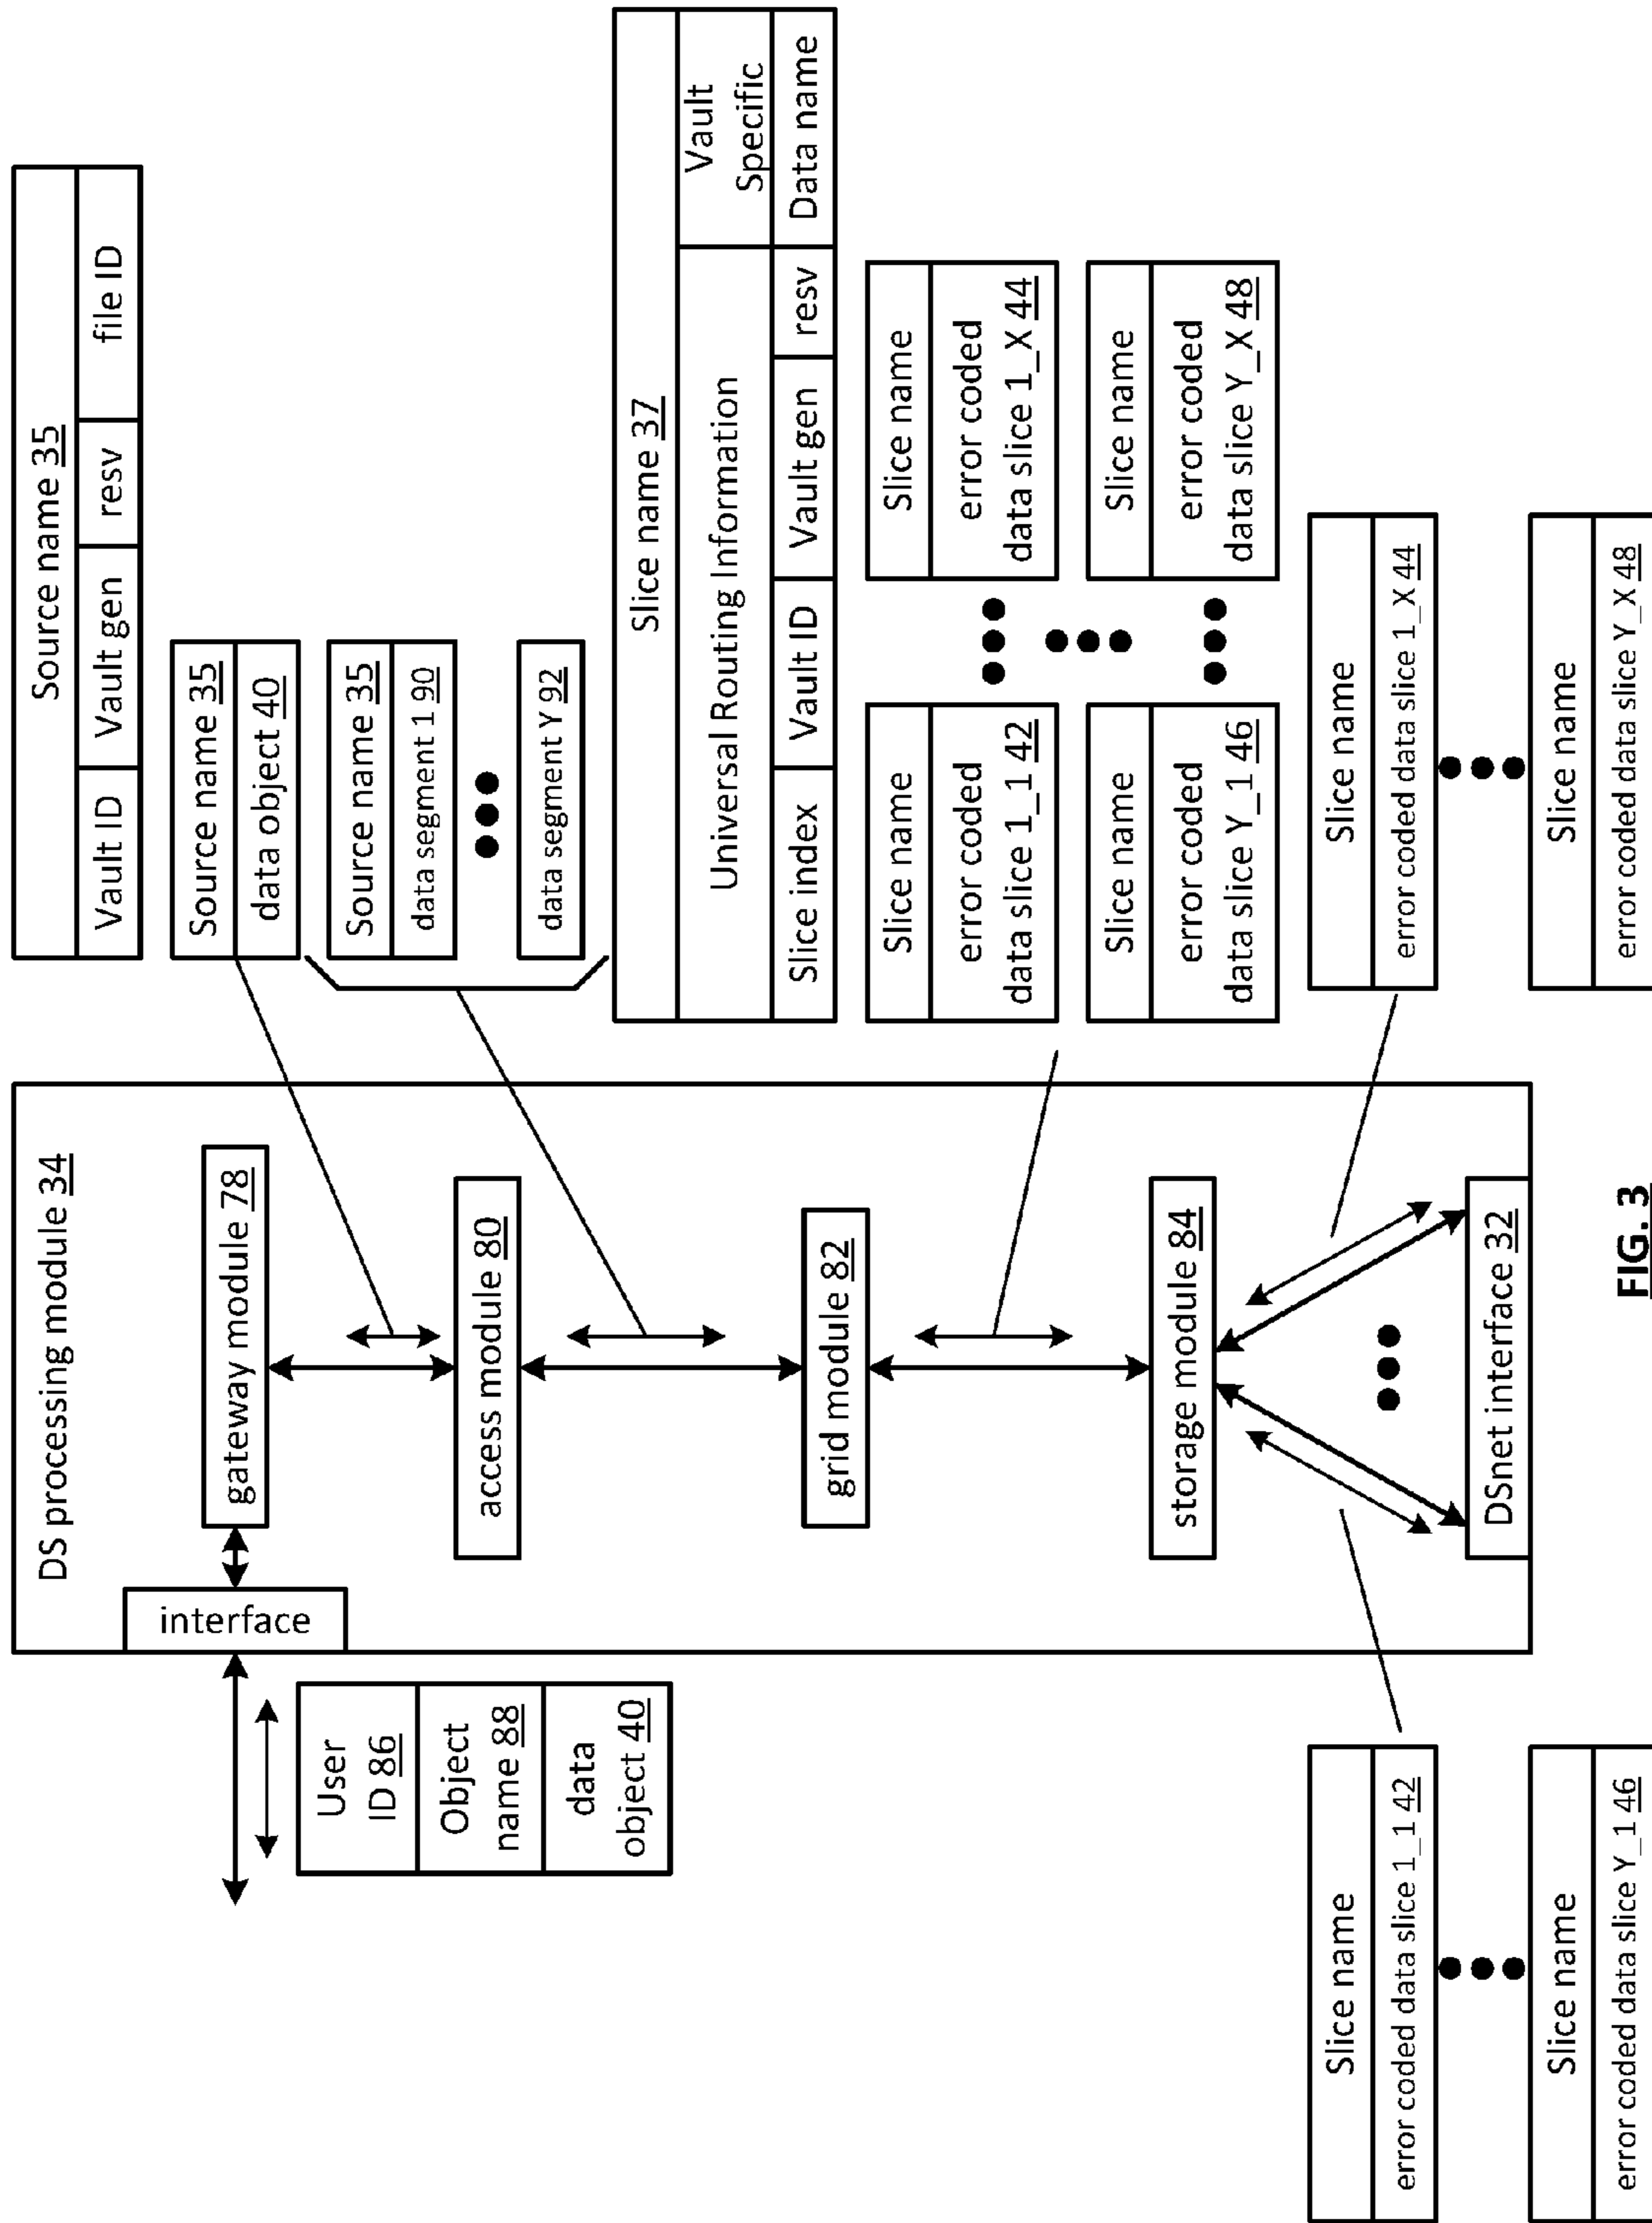 DS processing module 34
interface
gateway module 78
access module 80
grid module 82
storage module 84
DSnet interface 32
User
ID 86
Object
name 88
data
object 40
Source name 35
Vault ID
Vault gen
resv
file ID
Source name 35
data object 40
Source name 35
data segment 1 90
data segment Y 92
Slice name 37
Universal Routing Information
Vault
Specific
Slice index
Vault ID
Vault gen
resv
Data name
Slice name
error coded
data slice 1_1 42
Slice name
error coded
data slice 1_X 44
Slice name
error coded
data slice Y_1 46
Slice name
error coded
data slice Y_X 48
Slice name
error coded data slice 1_1 42
Slice name
error coded data slice Y_1 46
Slice name
error coded data slice 1_X 44
Slice name
error coded data slice Y_X 48
FIG. 3